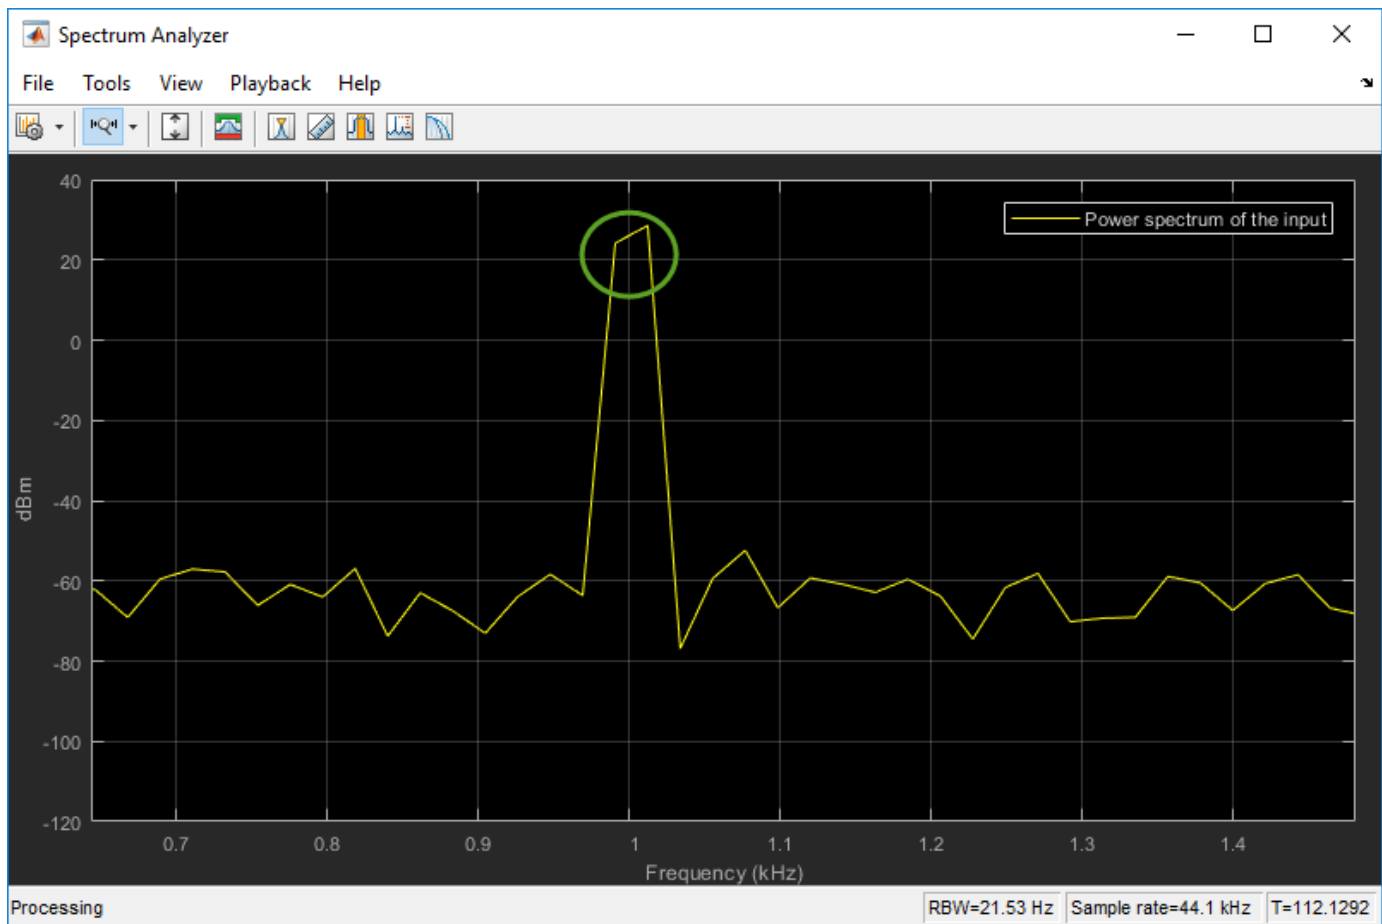 Spectrum Analyzer
File Tools View Playback Help
40
20
0
-20
-40
-60
-80
-100
-120
dBm
Power spectrum of the input
0.7 0.8 0.9 1 1.1 1.2 1.3 1.4
Frequency (kHz)
Processing RBW=21.53 Hz Sample rate=44.1 kHz T=112.1292